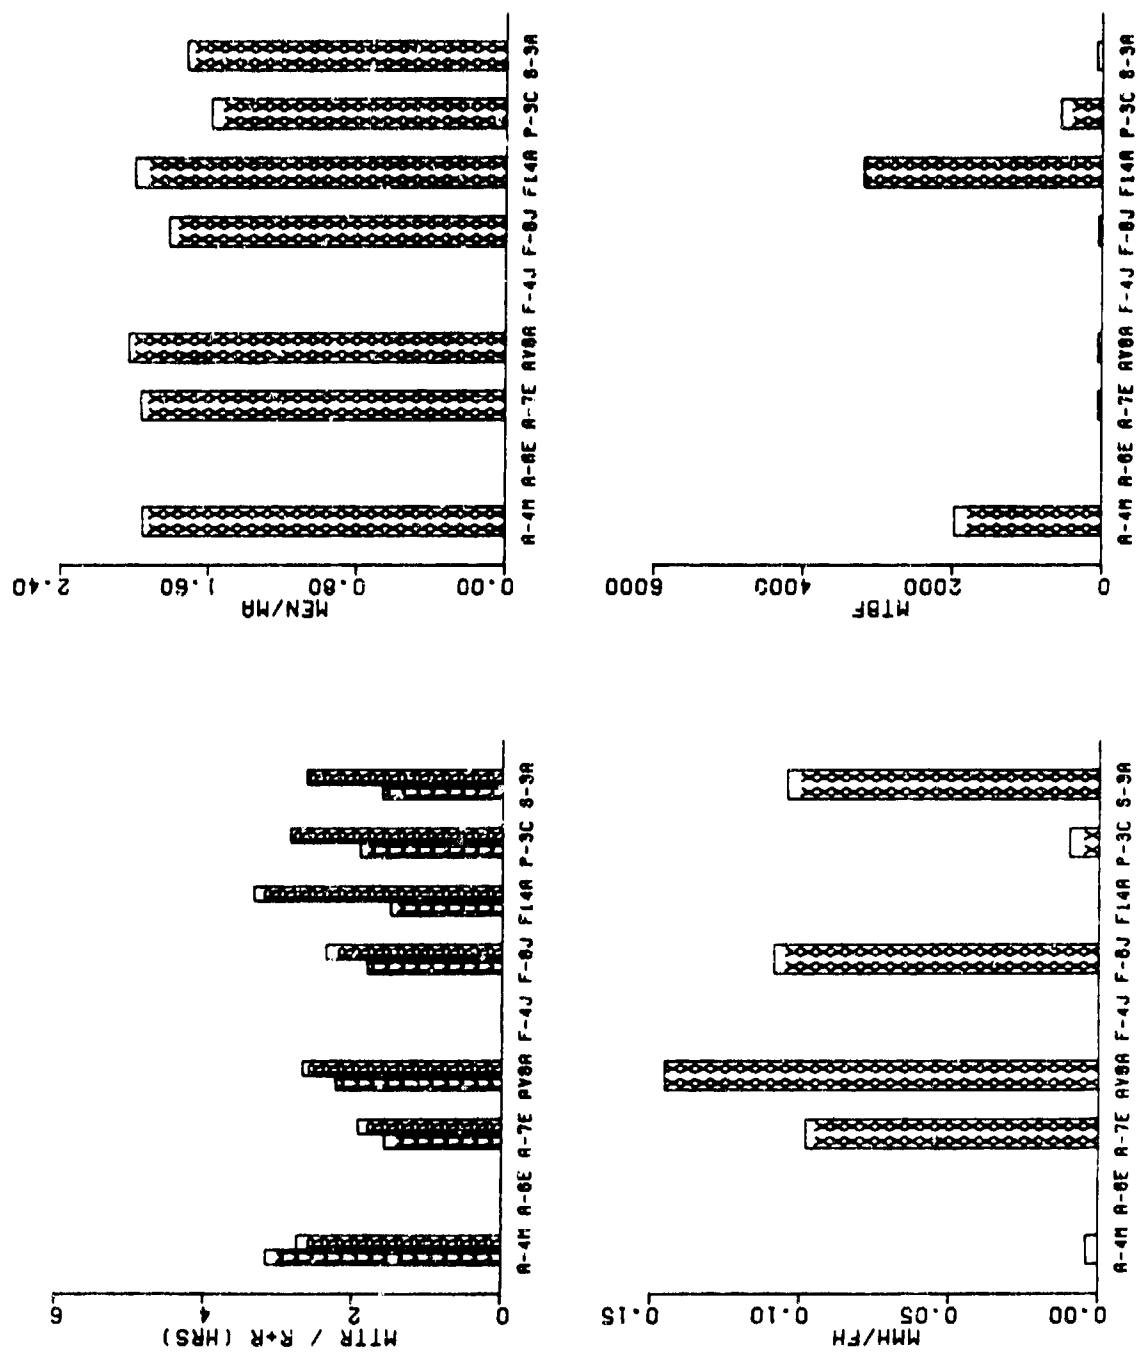 MTTR / R+R (HRS)
6
4
2
0
A-4M A-6E A-7E AV8A F-4J F-8J F14A P-3C S-3A
MEN/MA
2.40
1.60
0.80
0.00
A-4M A-6E A-7E AV8A F-4J F-8J F14A P-3C S-3A
MMH/FH
0.15
0.10
0.05
0.00
A-4M A-6E A-7E AV8A F-4J F-8J F14A P-3C S-3A
MTBF
6000
4000
2000
0
A-4M A-6E A-7E AV8A F-4J F-8J F14A P-3C S-3A